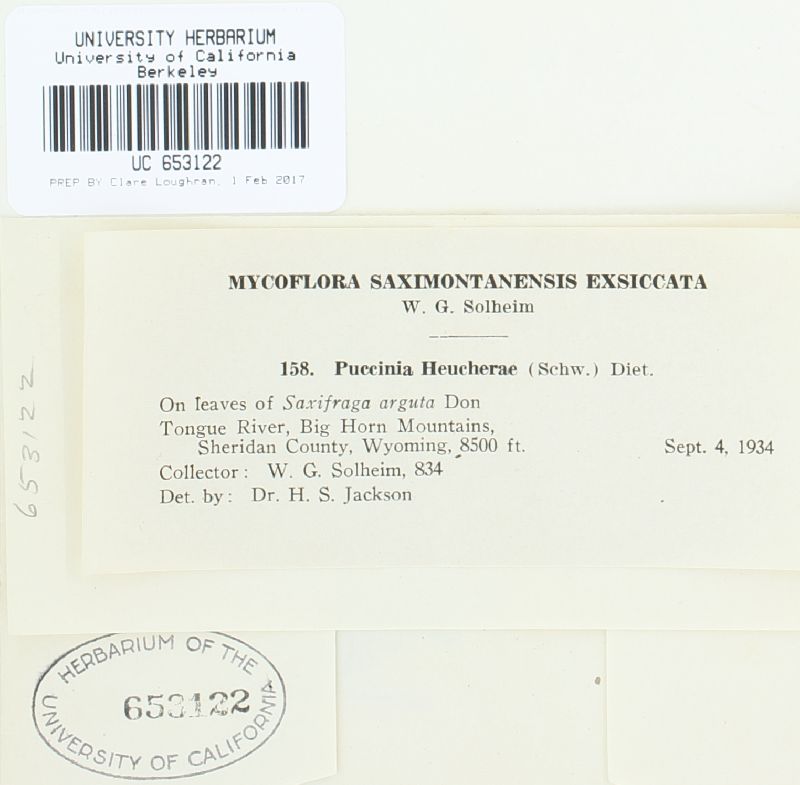 UNIVERSITY HERBARIUM
University of California
Berkeley
UC 653122
PREP BY Clare Loughran, 1 Feb 2017
MYCOFLORA SAXIMONTANENSIS EXSICCATA
W. G. Solheim
158. Puccinia Heucherae (Schw.) Diet.
On leaves of Saxifraga arguta Don
Tongue River, Big Horn Mountains,
Sheridan County, Wyoming, 8500 ft. Sept. 4, 1934
Collector: W. G. Solheim, 834
Det. by: Dr. H. S. Jackson
653122
HERBARIUM OF THE
653122
UNIVERSITY OF CALIFORNIA